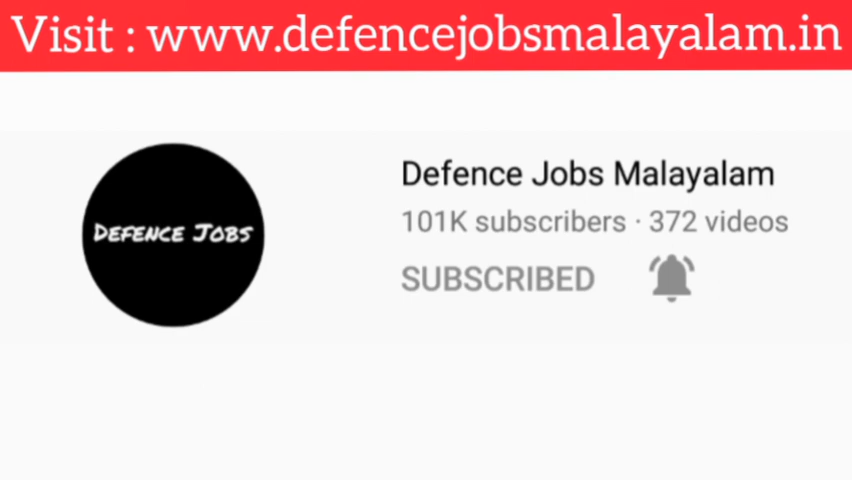 Visit : www.defencejobsmalayalam.in
Defence Jobs
Defence Jobs Malayalam
101K subscribers · 372 videos
SUBSCRIBED